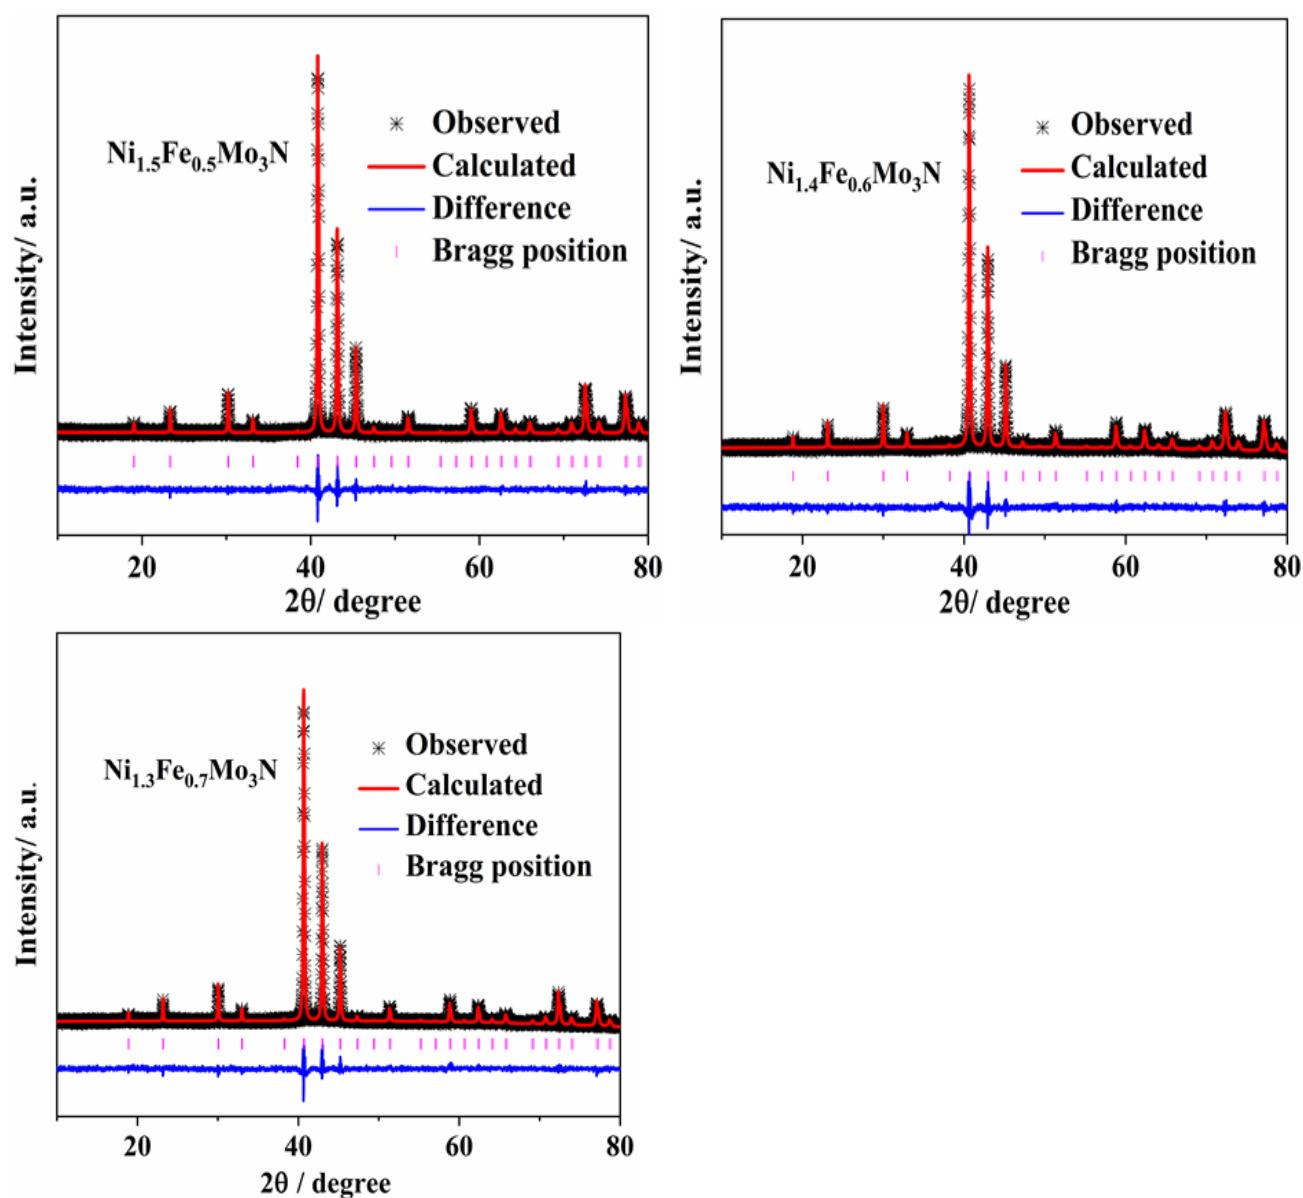 Ni1.5Fe0.5Mo3N
Observed
Calculated
Difference
Bragg position
Intensity/ a.u.
20 40 60 80
2θ/ degree
Ni1.4Fe0.6Mo3N
Observed
Calculated
Difference
Bragg position
Intensity/ a.u.
20 40 60 80
2θ/ degree
Ni1.3Fe0.7Mo3N
Observed
Calculated
Difference
Bragg position
Intensity/ a.u.
20 40 60 80
2θ / degree